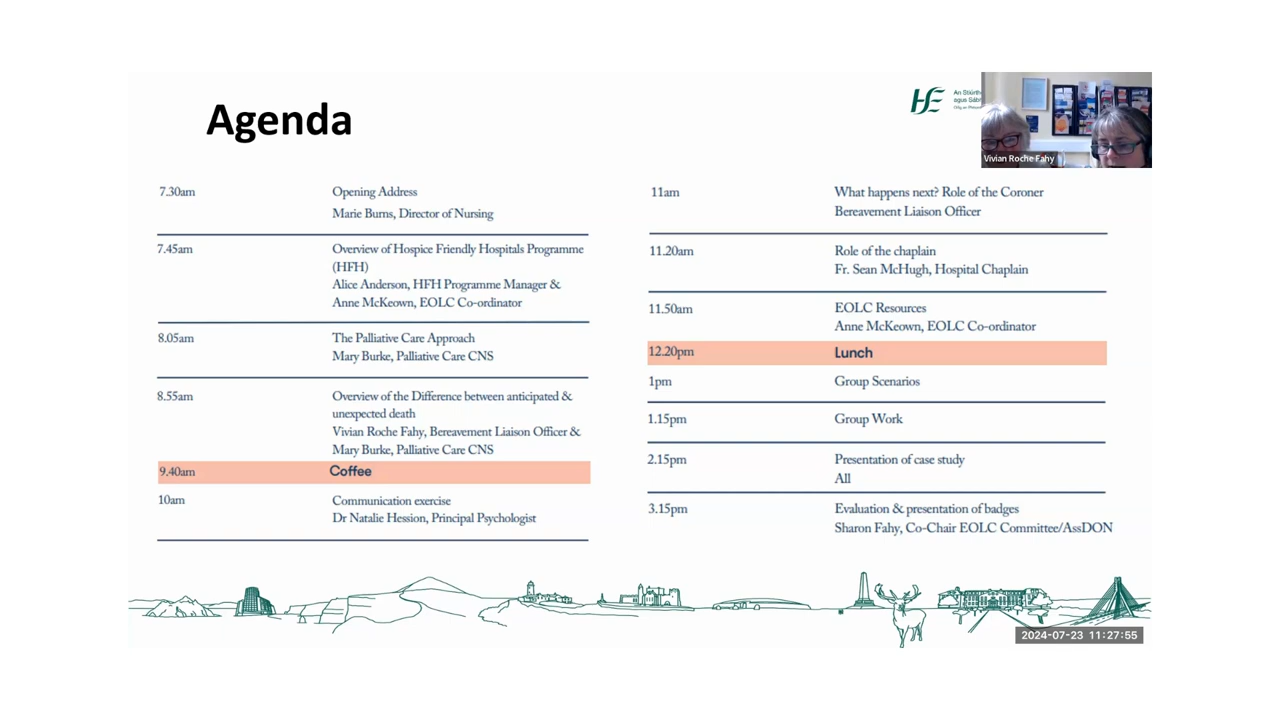 Agenda
An Stiúrth
agus Sábh
Vivian Roche Fahy
7.30am
Opening Address
Marie Burns, Director of Nursing
7.45am
Overview of Hospice Friendly Hospitals Programme
(HFH)
Alice Anderson, HFH Programme Manager &
Anne McKeown, EOLC Co-ordinator
8.05am
The Palliative Care Approach
Mary Burke, Palliative Care CNS
8.55am
Overview of the Difference between anticipated &
unexpected death
Vivian Roche Fahy, Bereavement Liaison Officer &
Mary Burke, Palliative Care CNS
9.40am
Coffee
10am
Communication exercise
Dr Natalie Hession, Principal Psychologist
11am
What happens next? Role of the Coroner
Bereavement Liaison Officer
11.20am
Role of the chaplain
Fr. Sean McHugh, Hospital Chaplain
11.50am
EOLC Resources
Anne McKeown, EOLC Co-ordinator
12.20pm
Lunch
1pm
Group Scenarios
1.15pm
Group Work
2.15pm
Presentation of case study
All
3.15pm
Evaluation & presentation of badges
Sharon Fahy, Co-Chair EOLC Committee/AssDON
2024-07-23 11:27:55